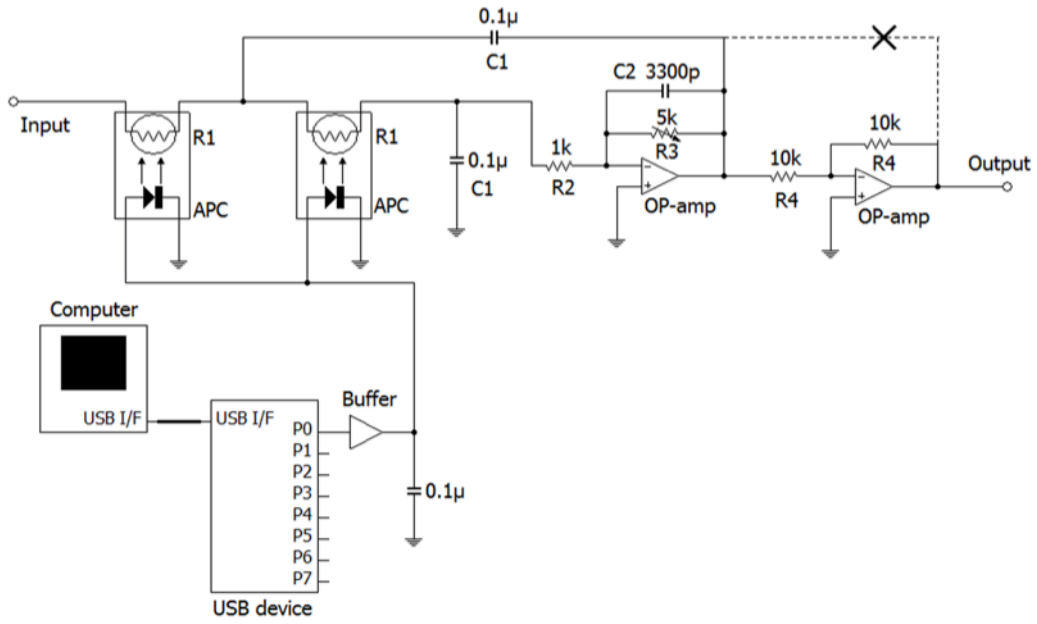 0.1μ
C1
Input
R1
APC
R1
APC
0.1μ
C1
1k
R2
C2 3300p
5k
R3
OP-amp
10k
R4
10k
R4
OP-amp
Output
Computer
USB I/F
USB I/F
P0
P1
P2
P3
P4
P5
P6
P7
USB device
Buffer
0.1μ